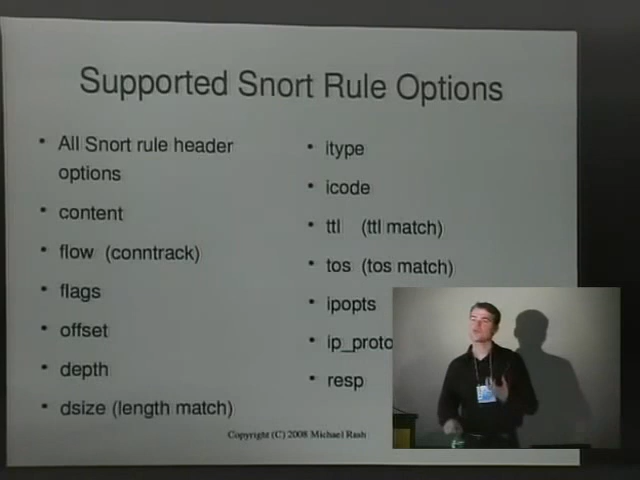 Supported Snort Rule Options
• All Snort rule header
options
• content
• flow (conntrack)
• flags
• offset
• depth
• dsize (length match)
• itype
• icode
• ttl (ttl match)
• tos (tos match)
• ipopts
• ip_proto
• resp
Copyright (C) 2008 Michael Rash